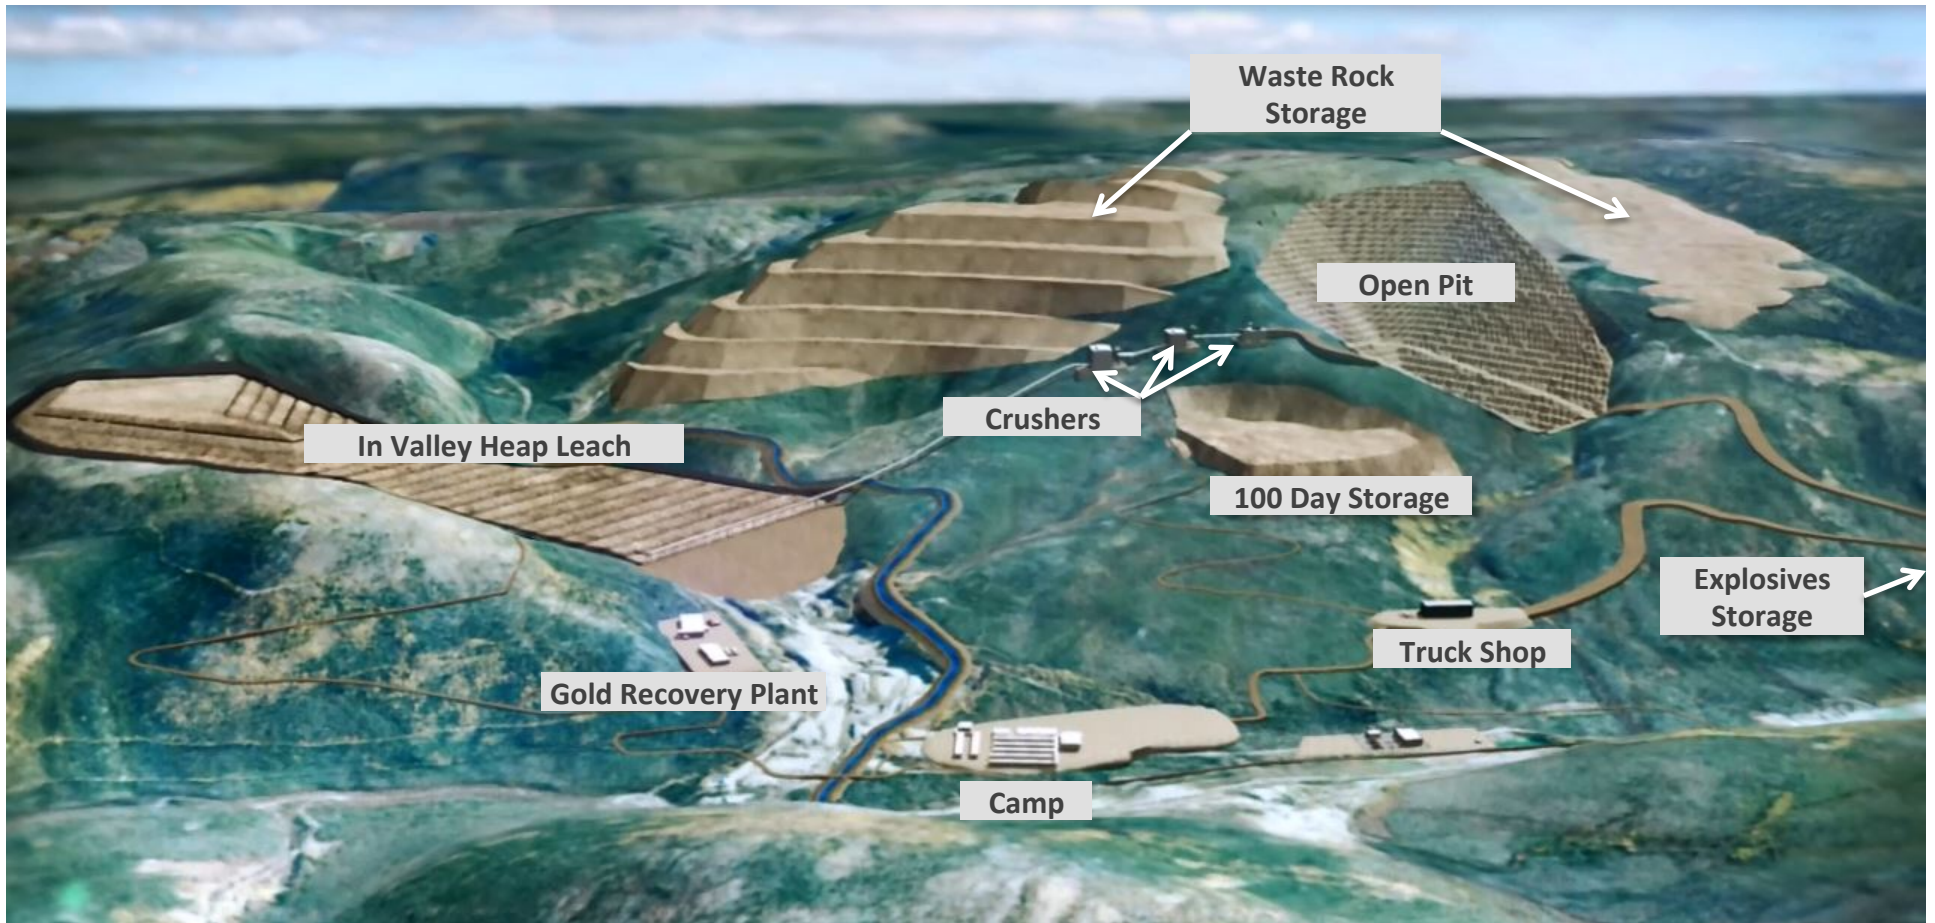 Waste Rock
Storage
Open Pit
Crushers
In Valley Heap Leach
100 Day Storage
Explosives
Storage
Truck Shop
Gold Recovery Plant
Camp